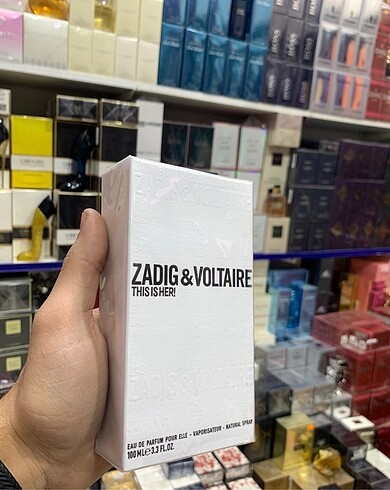 ZADIG & VOLTAIRE
THIS IS HER!
EAU DE PARFUM POUR ELLE - VAPORISATEUR - NATURAL SPRAY
100 ML ℮ 3.3 FL.OZ.